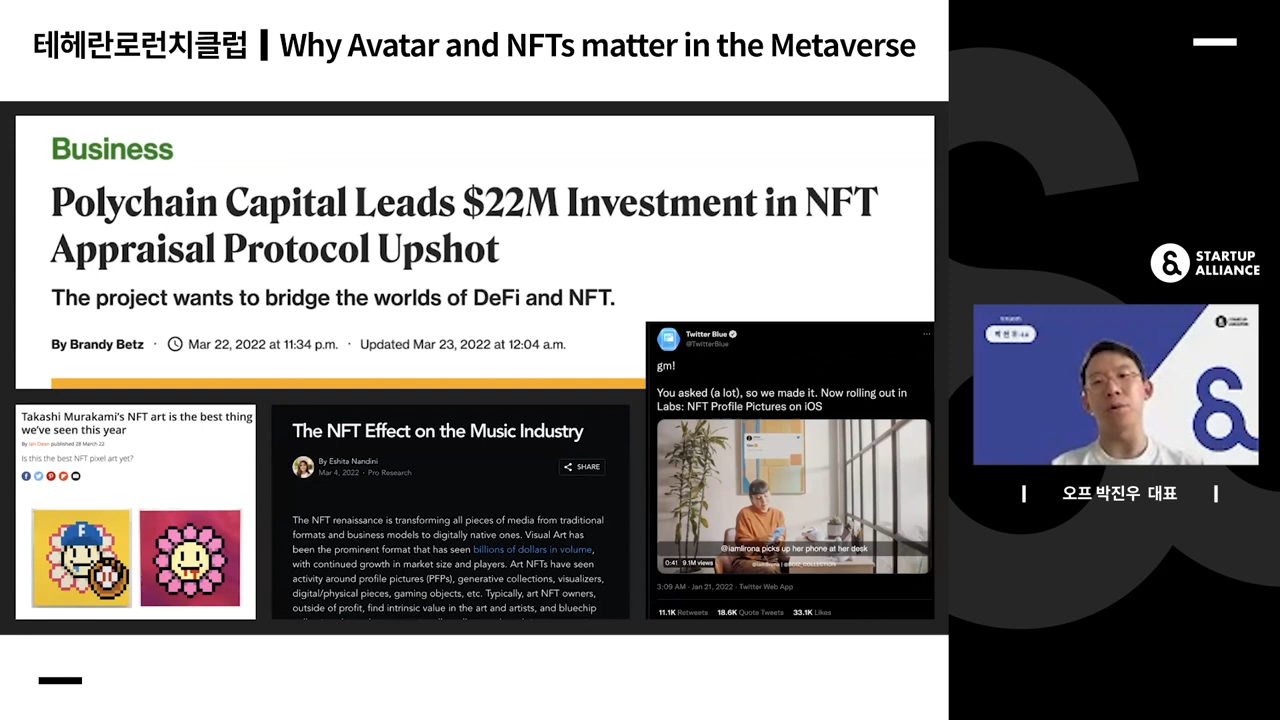 테헤란로런치클럽 | Why Avatar and NFTs matter in the Metaverse
Business
Polychain Capital Leads $22M Investment in NFT
Appraisal Protocol Upshot
The project wants to bridge the worlds of DeFi and NFT.
By Brandy Betz · Mar 22, 2022 at 11:34 p.m. · Updated Mar 23, 2022 at 12:04 a.m.
Takashi Murakami's NFT art is the best thing
we've seen this year
By Ian Dean published 28 March 22
Is this the best NFT pixel art yet?
The NFT Effect on the Music Industry
By Eshita Nandini
Mar 4, 2022 · Pro Research
SHARE
The NFT renaissance is transforming all pieces of media from traditional
formats and business models to digitally native ones. Visual Art has
been the prominent format that has seen billions of dollars in volume,
with continued growth in market size and players. Art NFTs have seen
activity around profile pictures (PFPs), generative collections, visualizers,
digital/physical pieces, gaming objects, etc. Typically, art NFT owners,
outside of profit, find intrinsic value in the art and artists, and bluechip
Twitter Blue
@TwitterBlue
gm!
You asked (a lot), so we made it. Now rolling out in
Labs: NFT Profile Pictures on iOS
@iamlirona picks up her phone at her desk
0:41 9.1M views
3:09 AM · Jan 21, 2022 · Twitter Web App
11.1K Retweets 18.6K Quote Tweets 33.1K Likes
STARTUP
ALLIANCE
오프 박진우 대표